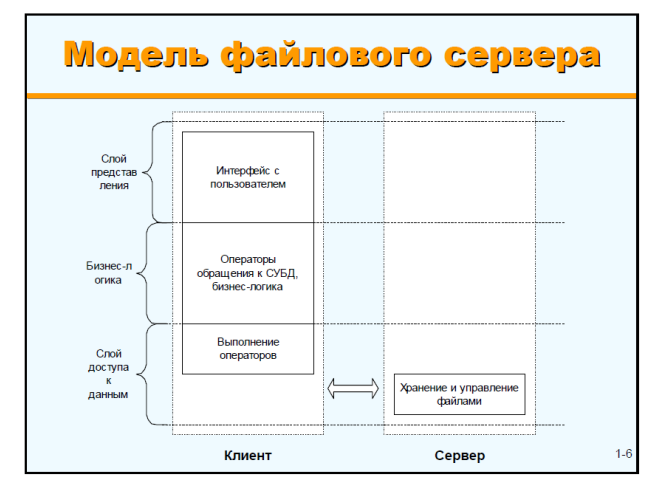 Модель файлового сервера
Слой
представ
ления
Интерфейс с
пользователем
Бизнес-л
огика
Операторы
обращения к СУБД,
бизнес-логика
Слой
доступа
к
данным
Выполнение
операторов
Хранение и управление
файлами
Клиент
Сервер
1-6